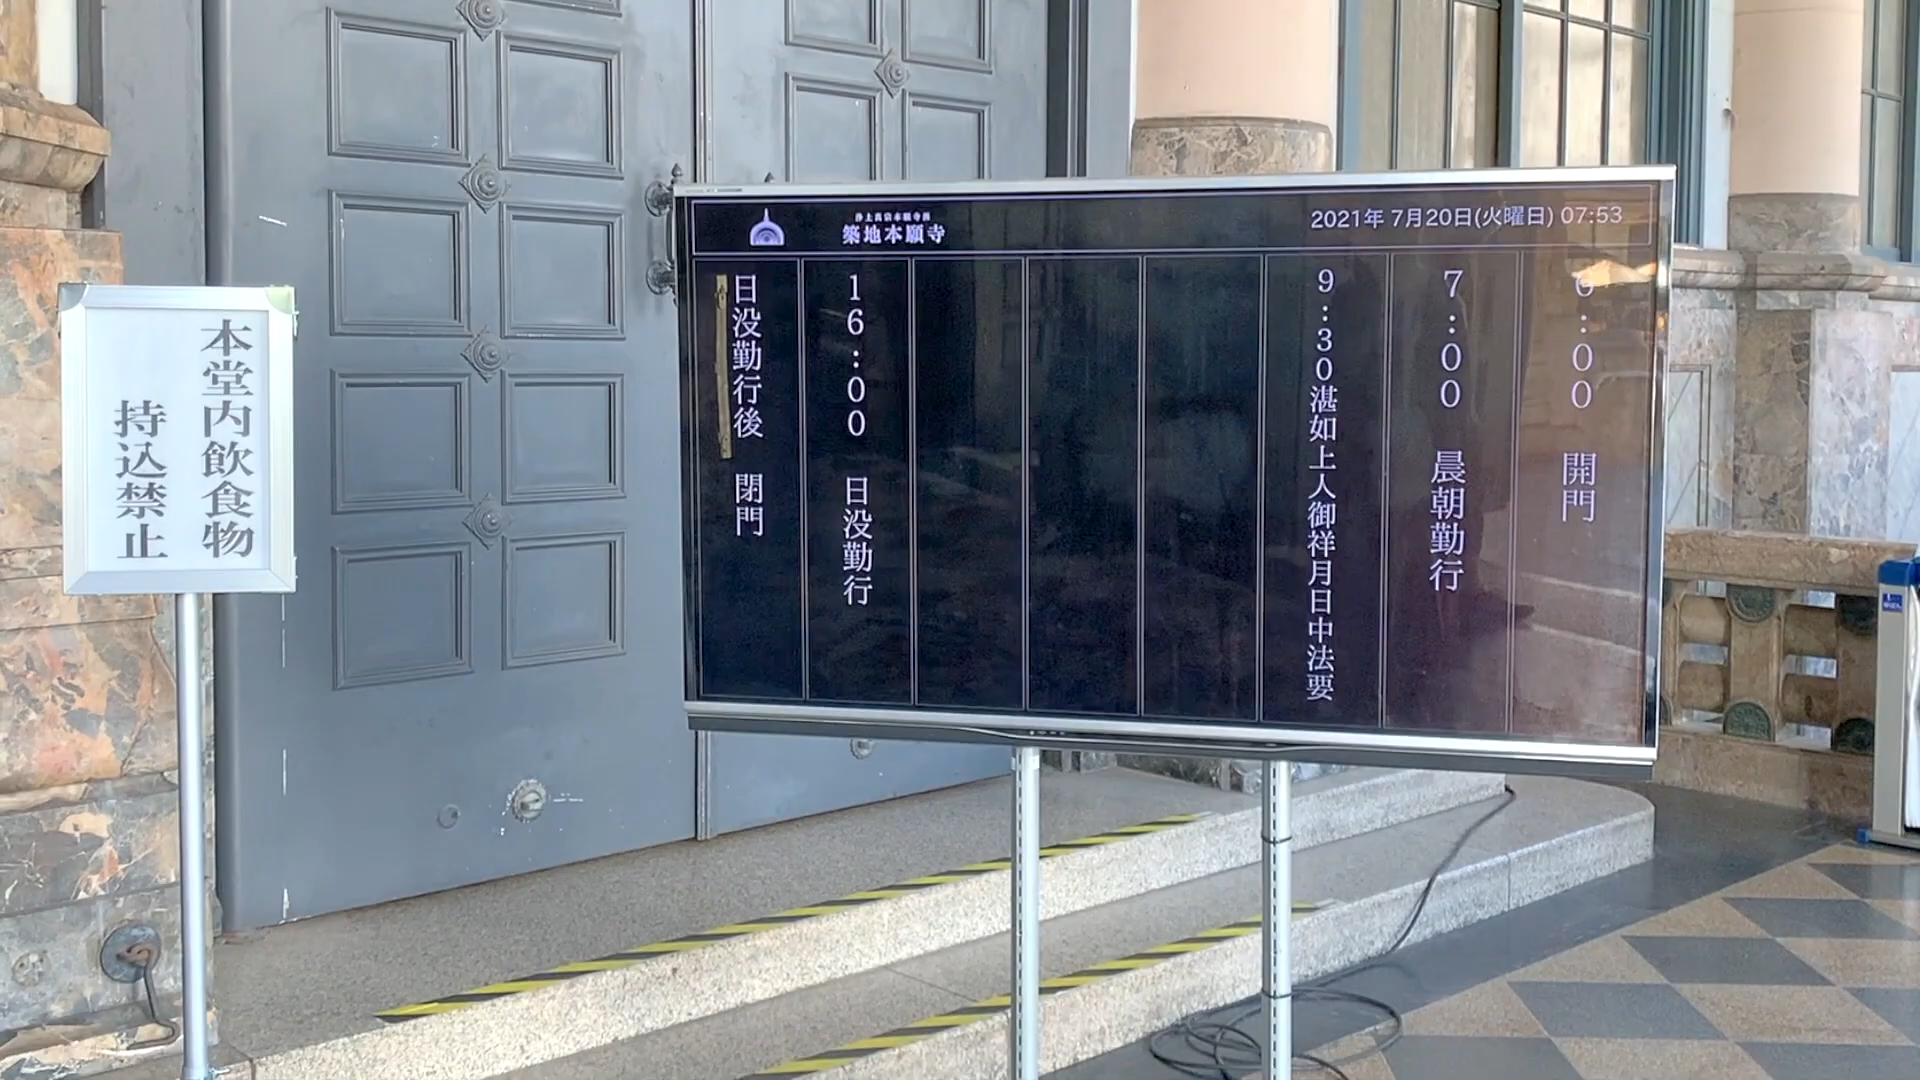 本堂内飲食物
持込禁止
浄土真宗本願寺派
築地本願寺
2021年 7月20日(火曜日) 07:53
6:00 開門
7:00 晨朝勤行
9:30湛如上人御祥月日中法要
16:00 日没勤行
日没勤行後 閉門